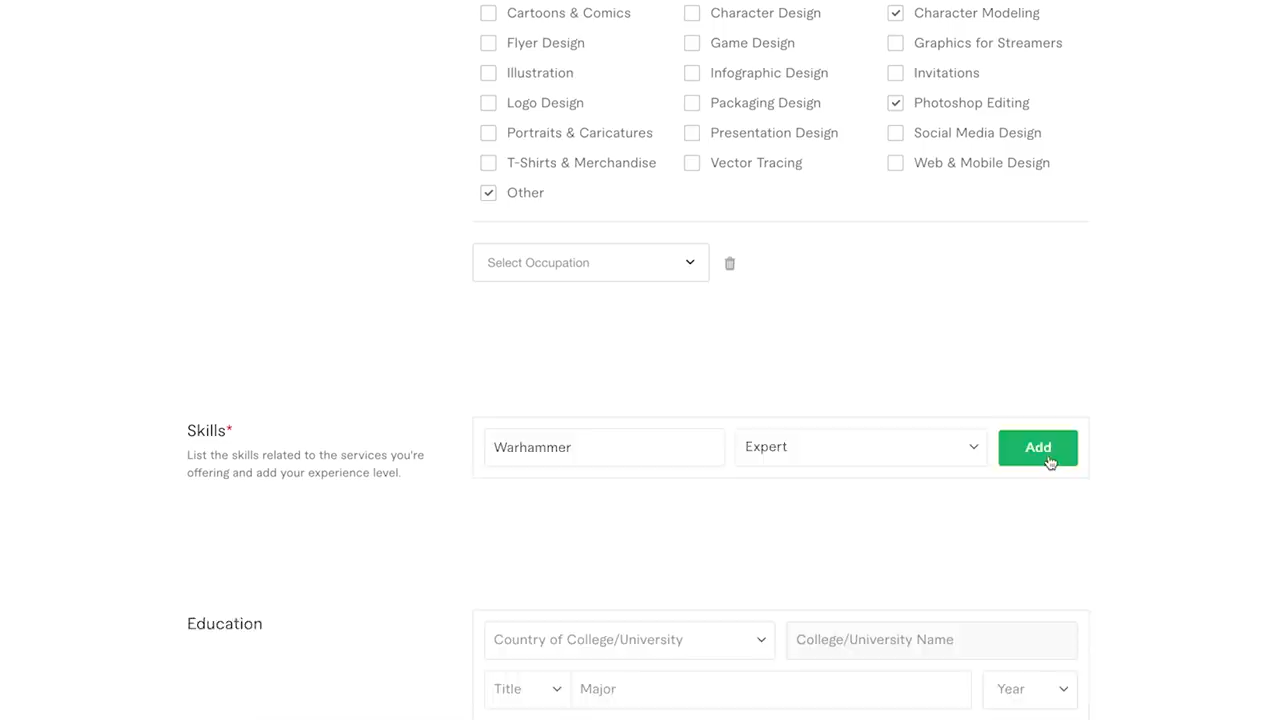 Cartoons & Comics Character Design Character Modeling
Flyer Design Game Design Graphics for Streamers
Illustration Infographic Design Invitations
Logo Design Packaging Design Photoshop Editing
Portraits & Caricatures Presentation Design Social Media Design
T-Shirts & Merchandise Vector Tracing Web & Mobile Design
Other
Select Occupation
Skills*
List the skills related to the services you're
offering and add your experience level.
Warhammer Expert Add
Education
Country of College/University College/University Name
Title Major Year